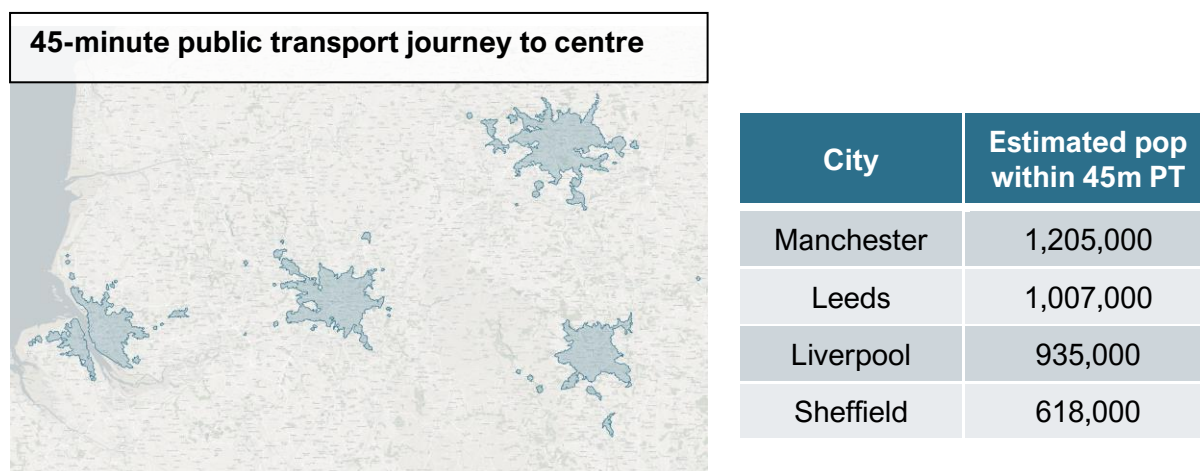 45-minute public transport journey to centre
City
Estimated pop
within 45m PT
Manchester 1,205,000
Leeds 1,007,000
Liverpool 935,000
Sheffield 618,000